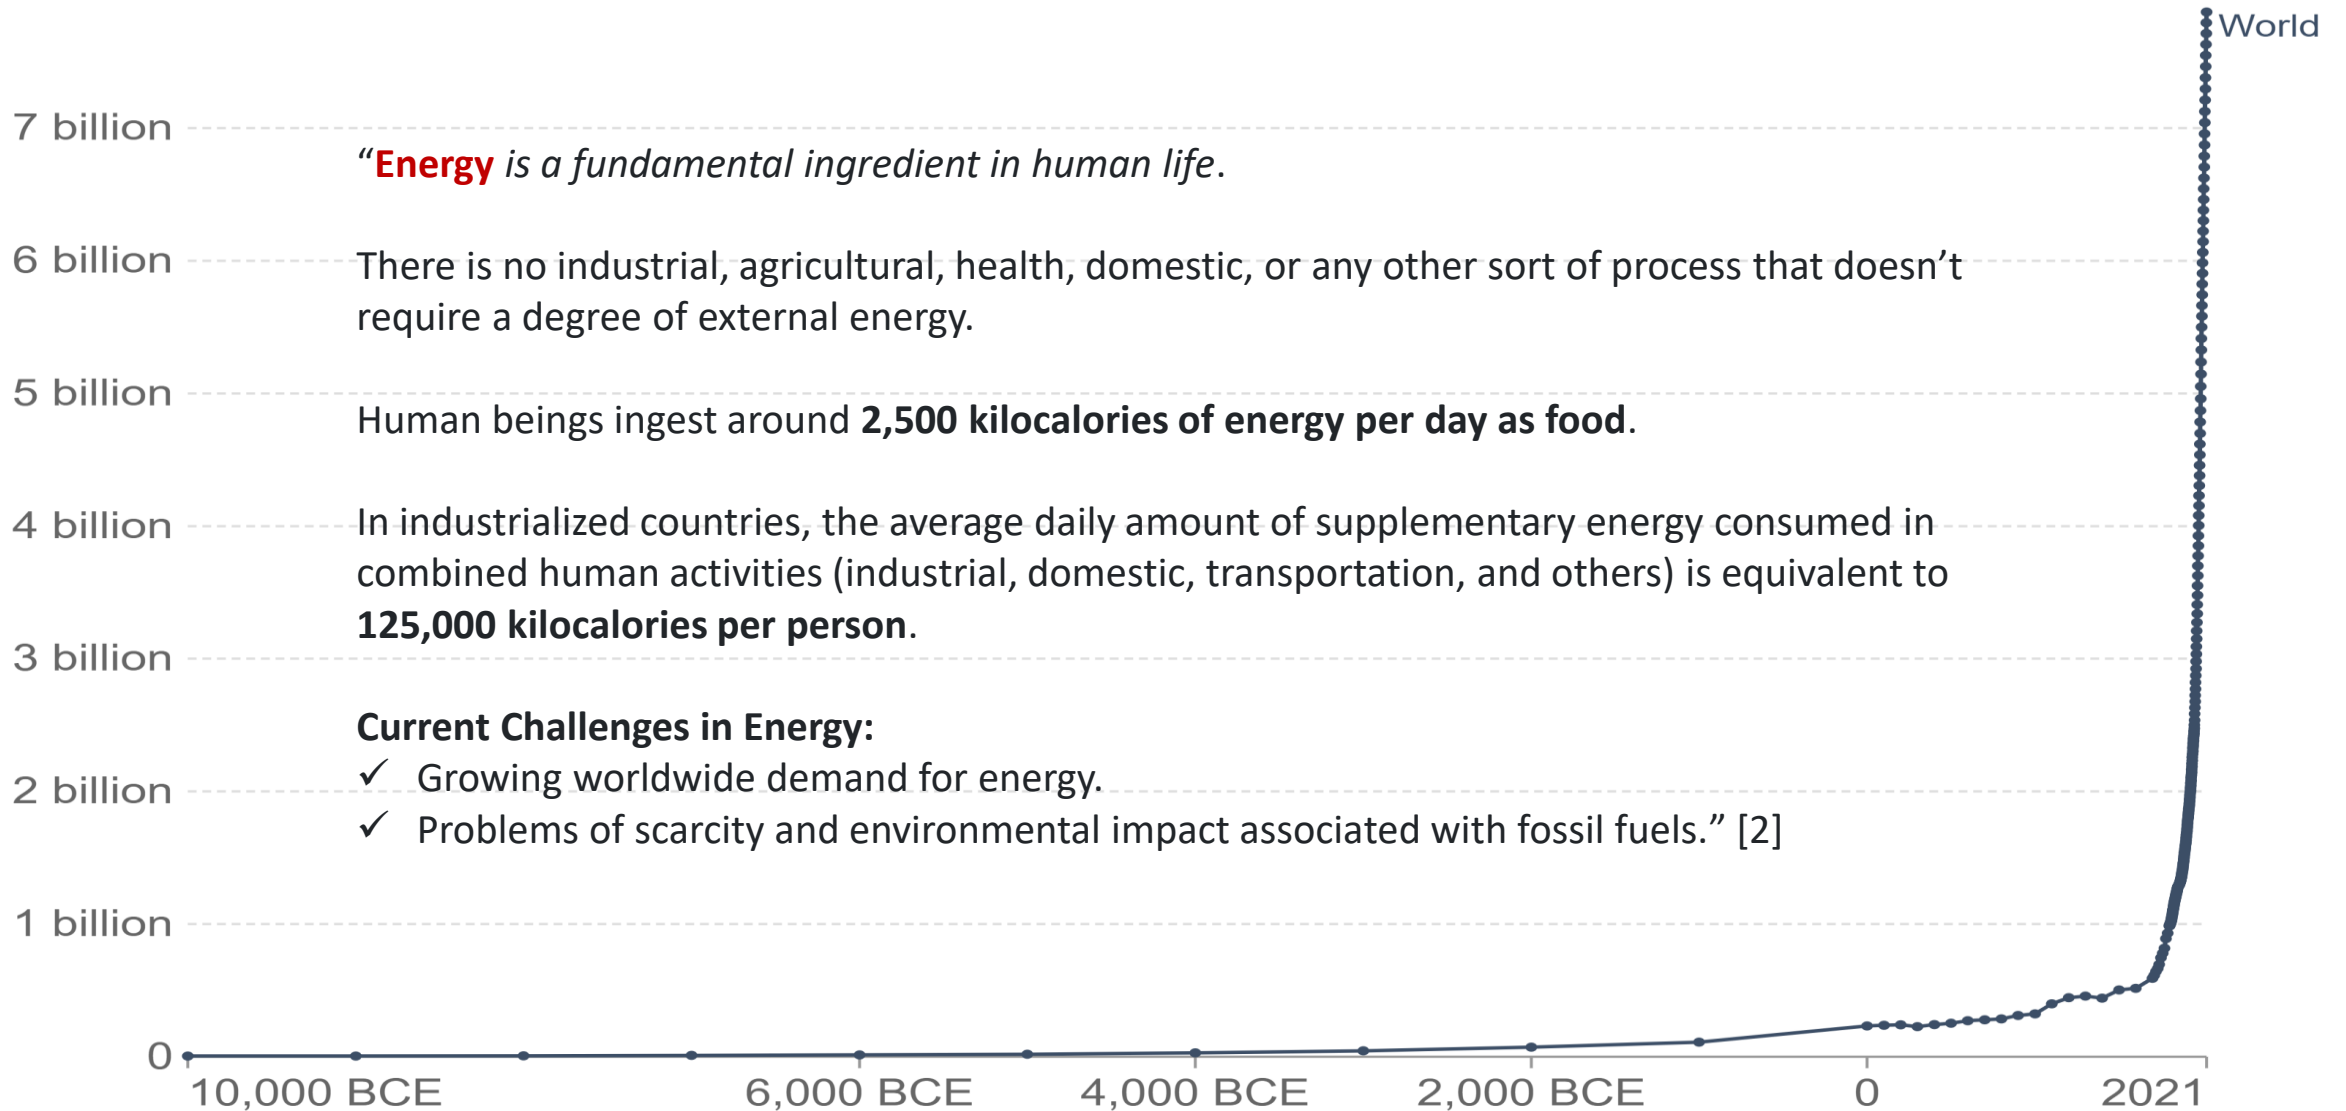 World
7 billion
“Energy is a fundamental ingredient in human life.
6 billion
There is no industrial, agricultural, health, domestic, or any other sort of process that doesn’t
require a degree of external energy.
5 billion
Human beings ingest around 2,500 kilocalories of energy per day as food.
4 billion
In industrialized countries, the average daily amount of supplementary energy consumed in
combined human activities (industrial, domestic, transportation, and others) is equivalent to
125,000 kilocalories per person.
3 billion
Current Challenges in Energy:
✓ Growing worldwide demand for energy.
2 billion
✓ Problems of scarcity and environmental impact associated with fossil fuels.” [2]
1 billion
0
10,000 BCE 6,000 BCE 4,000 BCE 2,000 BCE 0 2021